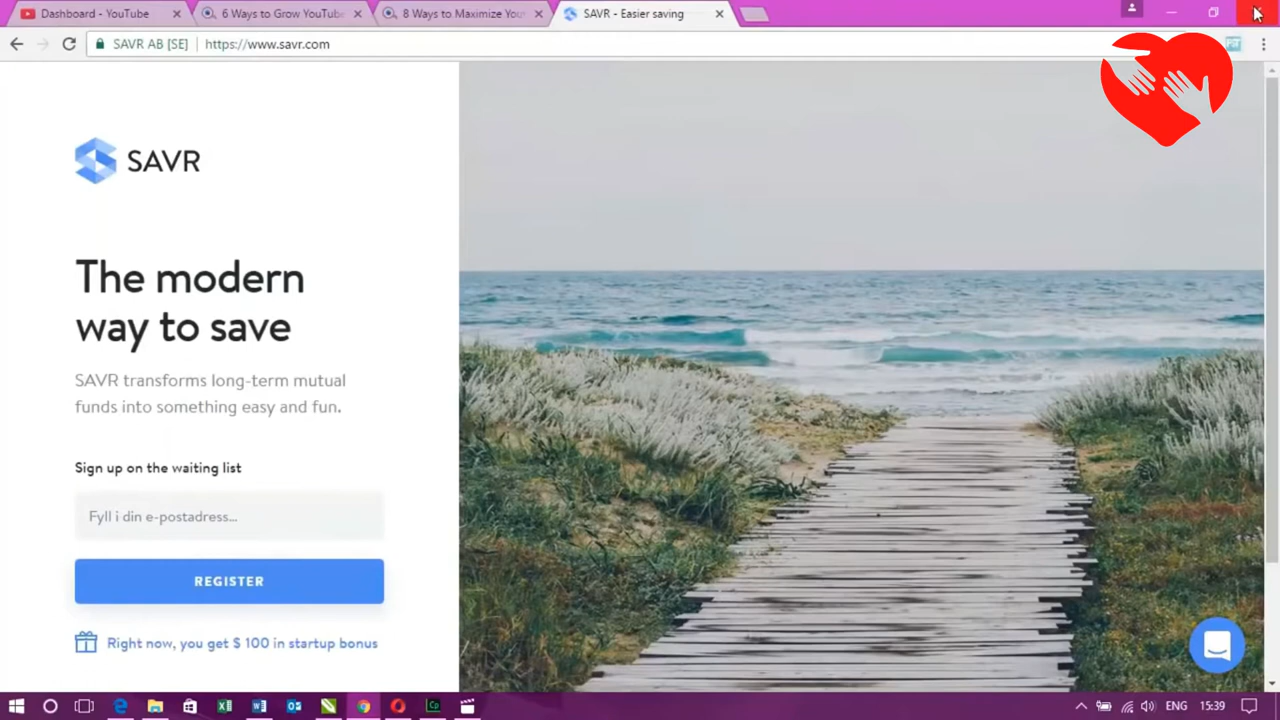 Dashboard - YouTube
6 Ways to Grow YouTube
8 Ways to Maximize You
SAVR - Easier saving
SAVR AB [SE]
https://www.savr.com
SAVR
The modern
way to save
SAVR transforms long-term mutual
funds into something easy and fun.
Sign up on the waiting list
Fyll i din e-postadress...
REGISTER
Right now, you get $ 100 in startup bonus
ENG
15:39